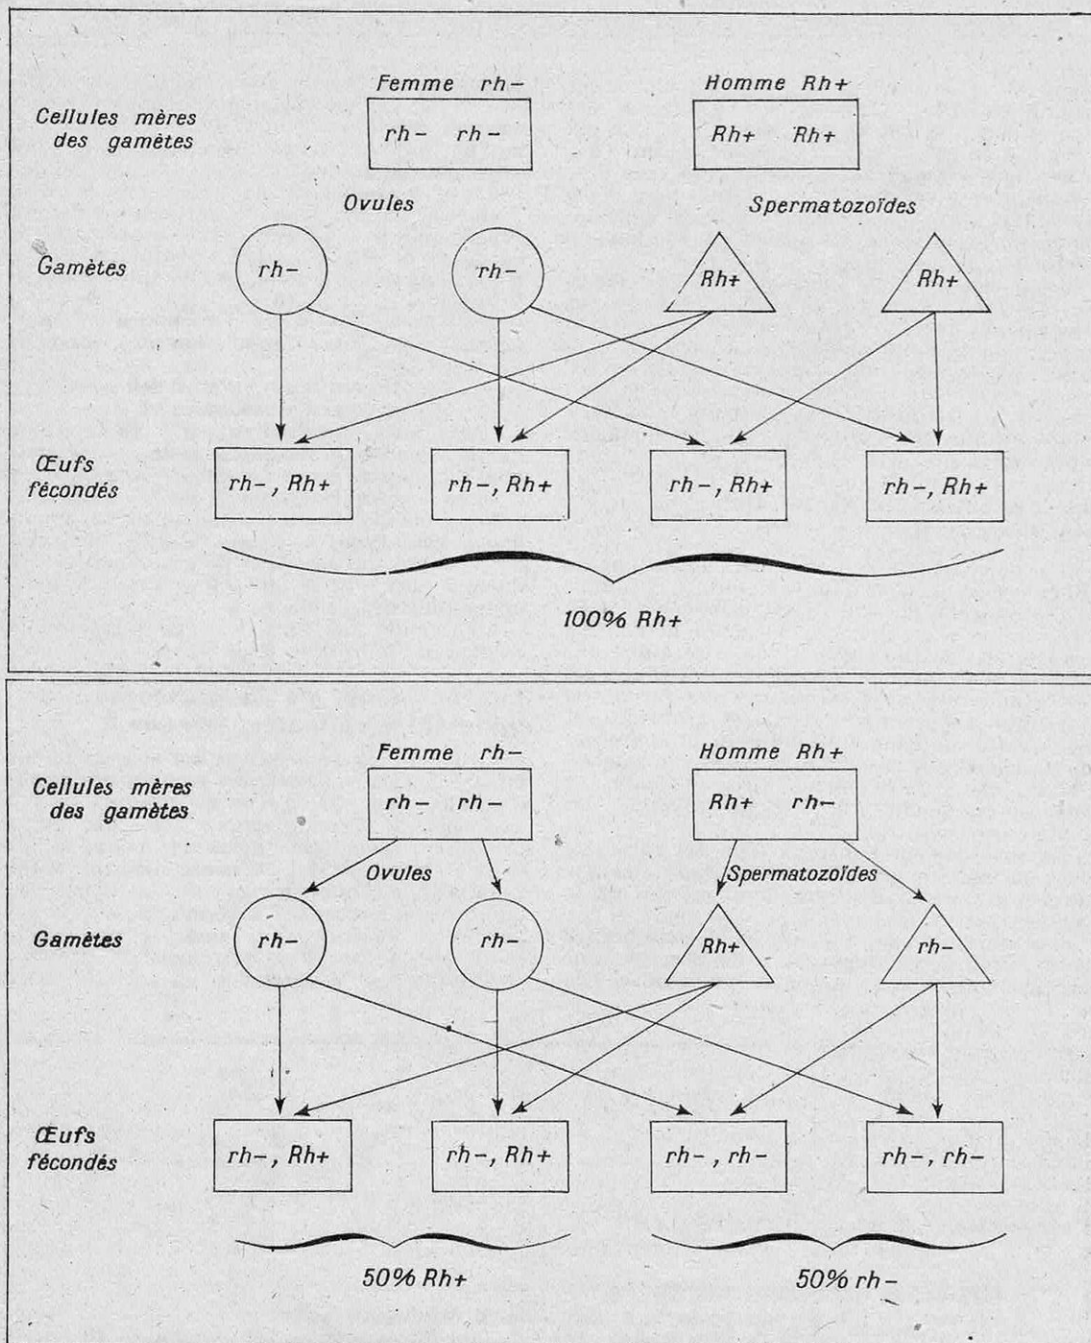 Femme rh- Homme Rh+
Cellules mères
des gamètes
rh- rh- Rh+ Rh+
Ovules Spermatozoïdes
Gamètes rh- rh- Rh+ Rh+
Œufs
fécondés
rh-, Rh+ rh-, Rh+ rh-, Rh+ rh-, Rh+
100% Rh+
Femme rh- Homme Rh+
Cellules mères
des gamètes
rh- rh- Rh+ rh-
Ovules Spermatozoïdes
Gamètes rh- rh- Rh+ rh-
Œufs
fécondés
rh-, Rh+ rh-, Rh+ rh-, rh- rh-, rh-
50% Rh+ 50% rh-